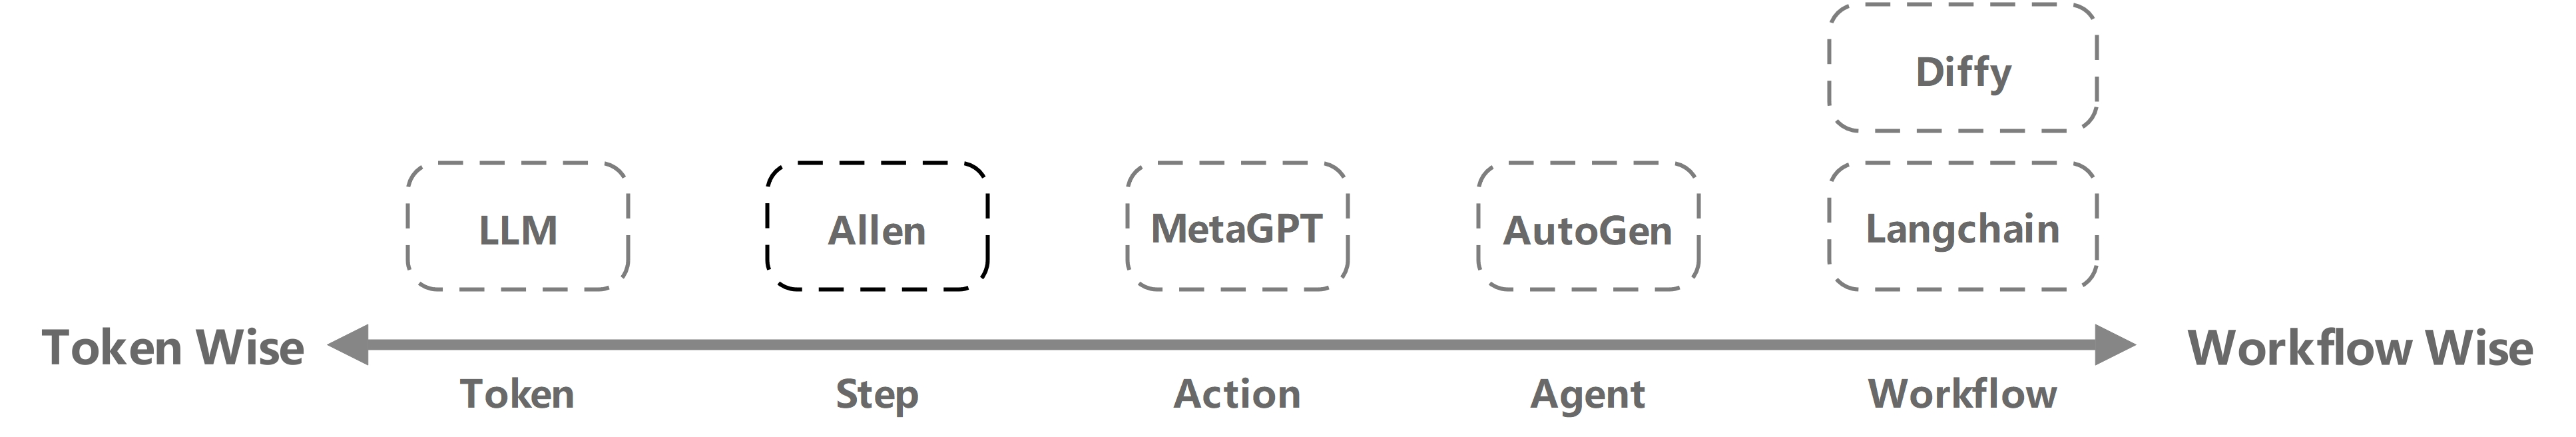 Diffy
LLM
Allen
MetaGPT
AutoGen
Langchain
Token Wise
Workflow Wise
Token
Step
Action
Agent
Workflow